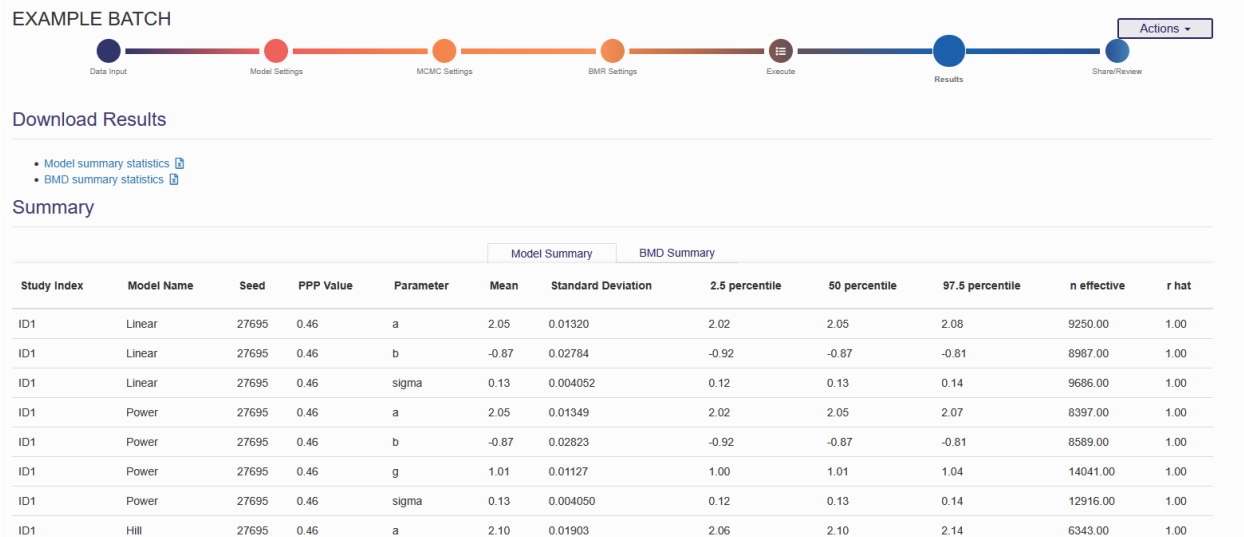 EXAMPLE BATCH
Actions
Data Input Model Settings MCMC Settings BMR Settings Execute Results Share/Review
Download Results
• Model summary statistics
• BMD summary statistics
Summary
Model Summary BMD Summary
Study Index Model Name Seed PPP Value Parameter Mean Standard Deviation 2.5 percentile 50 percentile 97.5 percentile n effective r hat
ID1 Linear 27695 0.46 a 2.05 0.01320 2.02 2.05 2.08 9250.00 1.00
ID1 Linear 27695 0.46 b -0.87 0.02784 -0.92 -0.87 -0.81 8987.00 1.00
ID1 Linear 27695 0.46 sigma 0.13 0.004052 0.12 0.13 0.14 9686.00 1.00
ID1 Power 27695 0.46 a 2.05 0.01349 2.02 2.05 2.07 8397.00 1.00
ID1 Power 27695 0.46 b -0.87 0.02823 -0.92 -0.87 -0.81 8589.00 1.00
ID1 Power 27695 0.46 g 1.01 0.01127 1.00 1.01 1.04 14041.00 1.00
ID1 Power 27695 0.46 sigma 0.13 0.004050 0.12 0.13 0.14 12916.00 1.00
ID1 Hill 27695 0.46 a 2.10 0.01903 2.06 2.10 2.14 6343.00 1.00